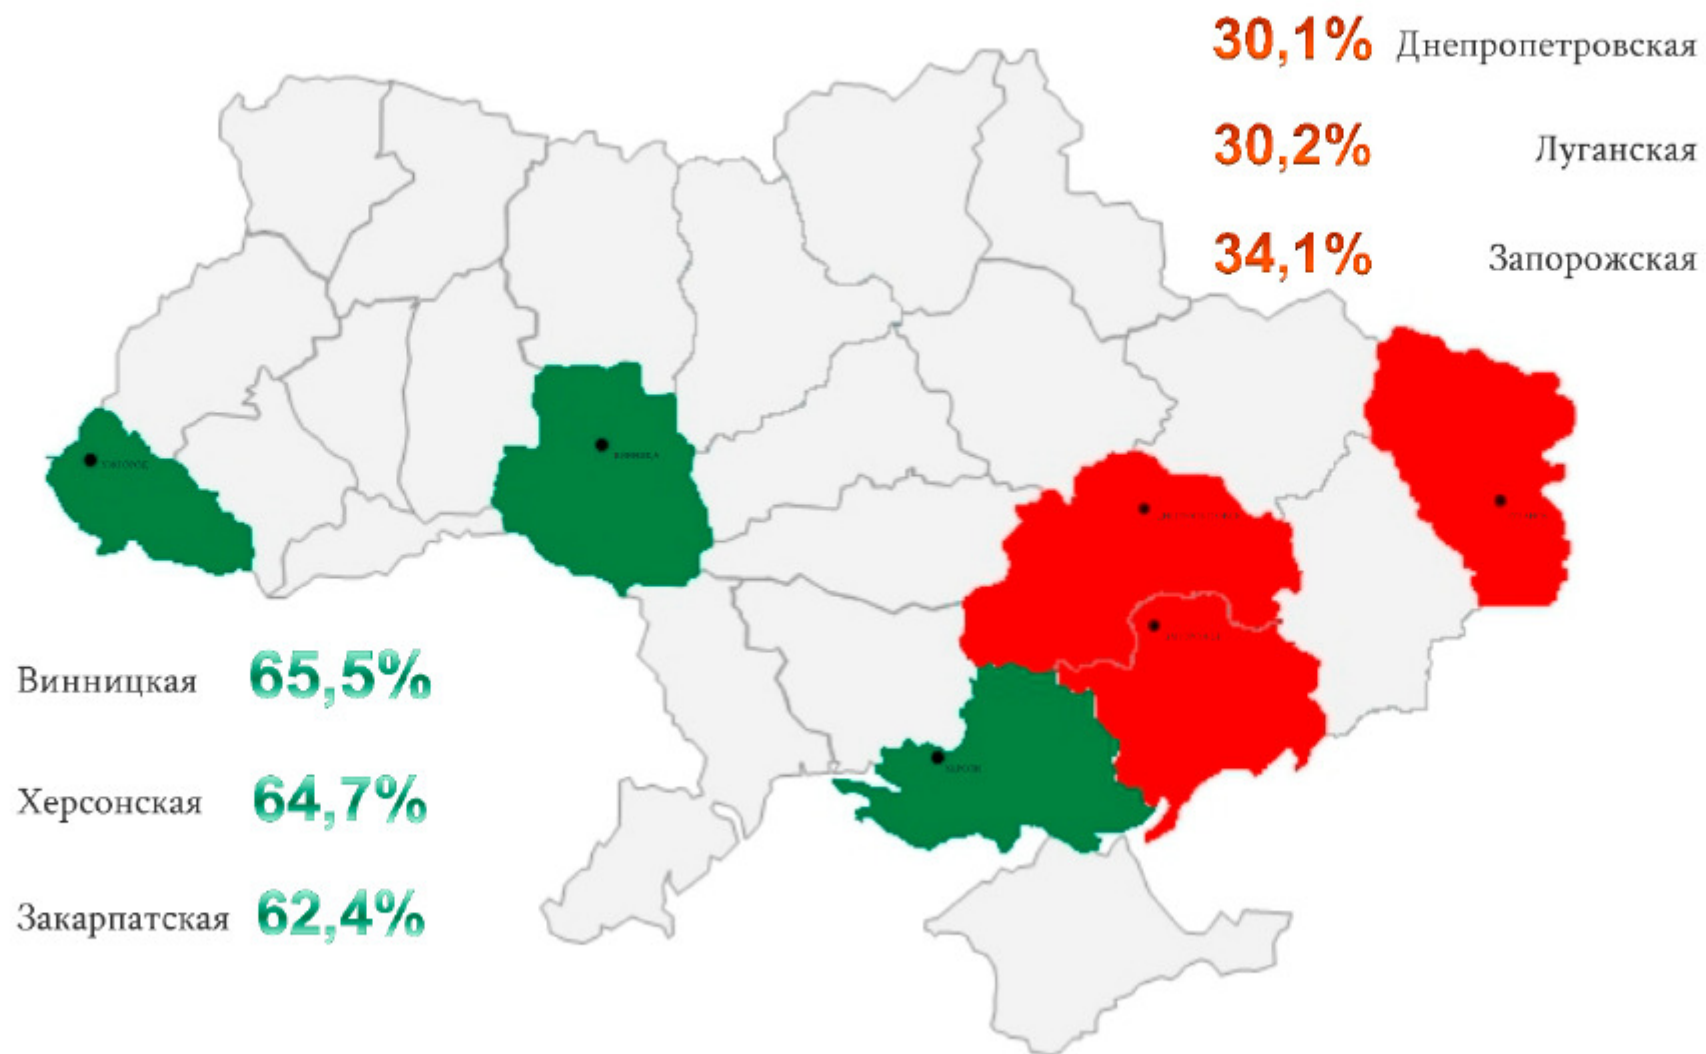 30,1% Днепропетровская
30,2% Луганская
34,1% Запорожская
Винницкая 65,5%
Херсонская 64,7%
Закарпатская 62,4%